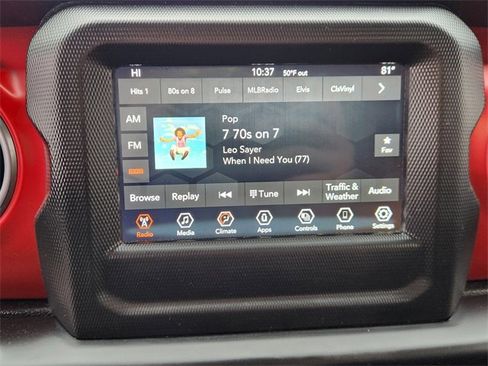 HI 10:37 50°F out 81°
Hits 1 80s on 8 Pulse MLBRadio Elvis ClsVinyl
AM
FM
Pop
7 70s on 7
Leo Sayer
When I Need You (77)
Fav
Browse Replay Tune Traffic & Weather Audio
Radio Media Climate Apps Controls Phone Settings